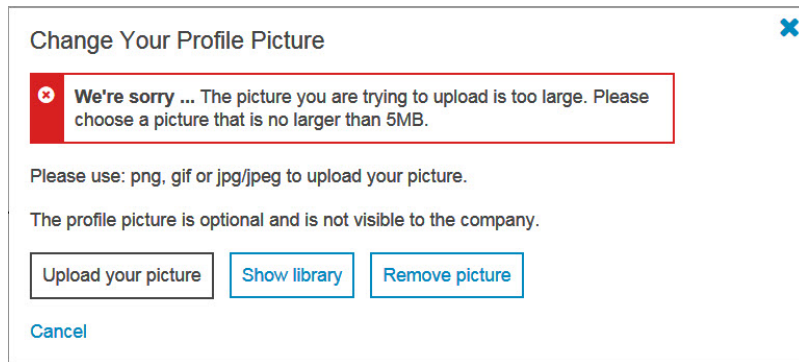 Change Your Profile Picture
We're sorry ... The picture you are trying to upload is too large. Please
choose a picture that is no larger than 5MB.
Please use: png, gif or jpg/jpeg to upload your picture.
The profile picture is optional and is not visible to the company.
Upload your picture Show library Remove picture
Cancel